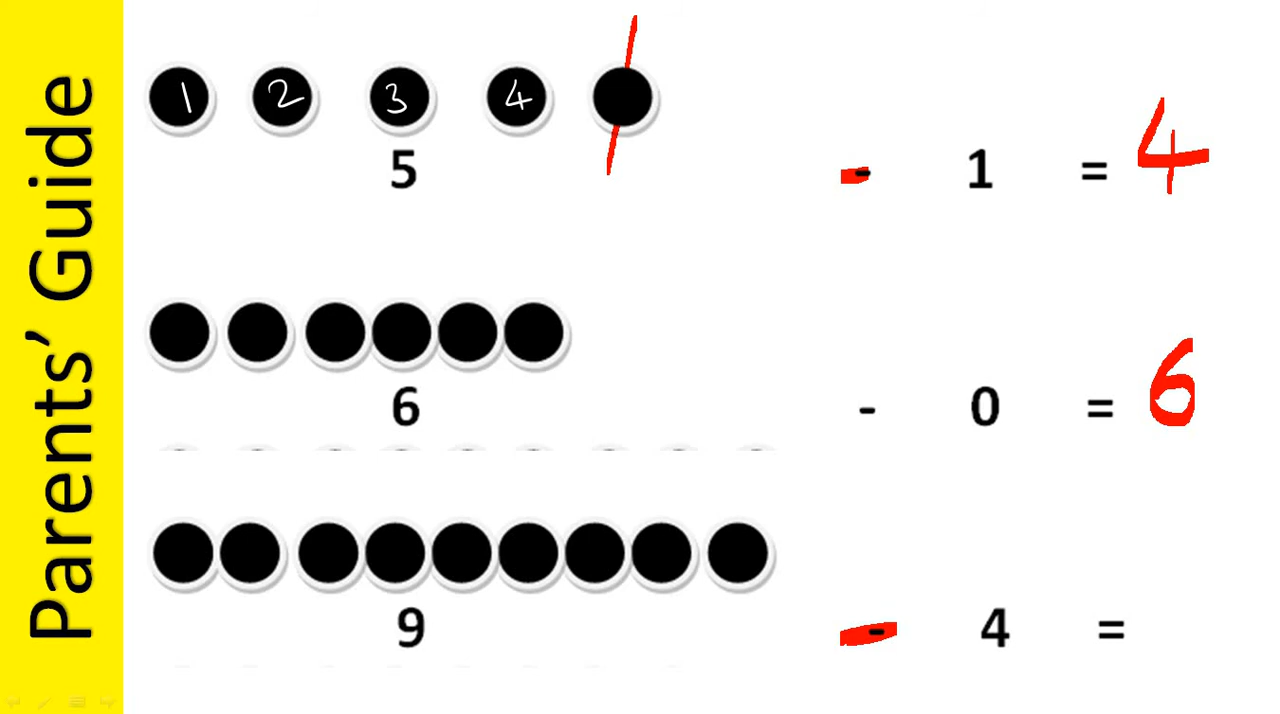 Parents' Guide
1 2 3 4
5 - 1 = 4
6 - 0 = 6
9 - 4 =